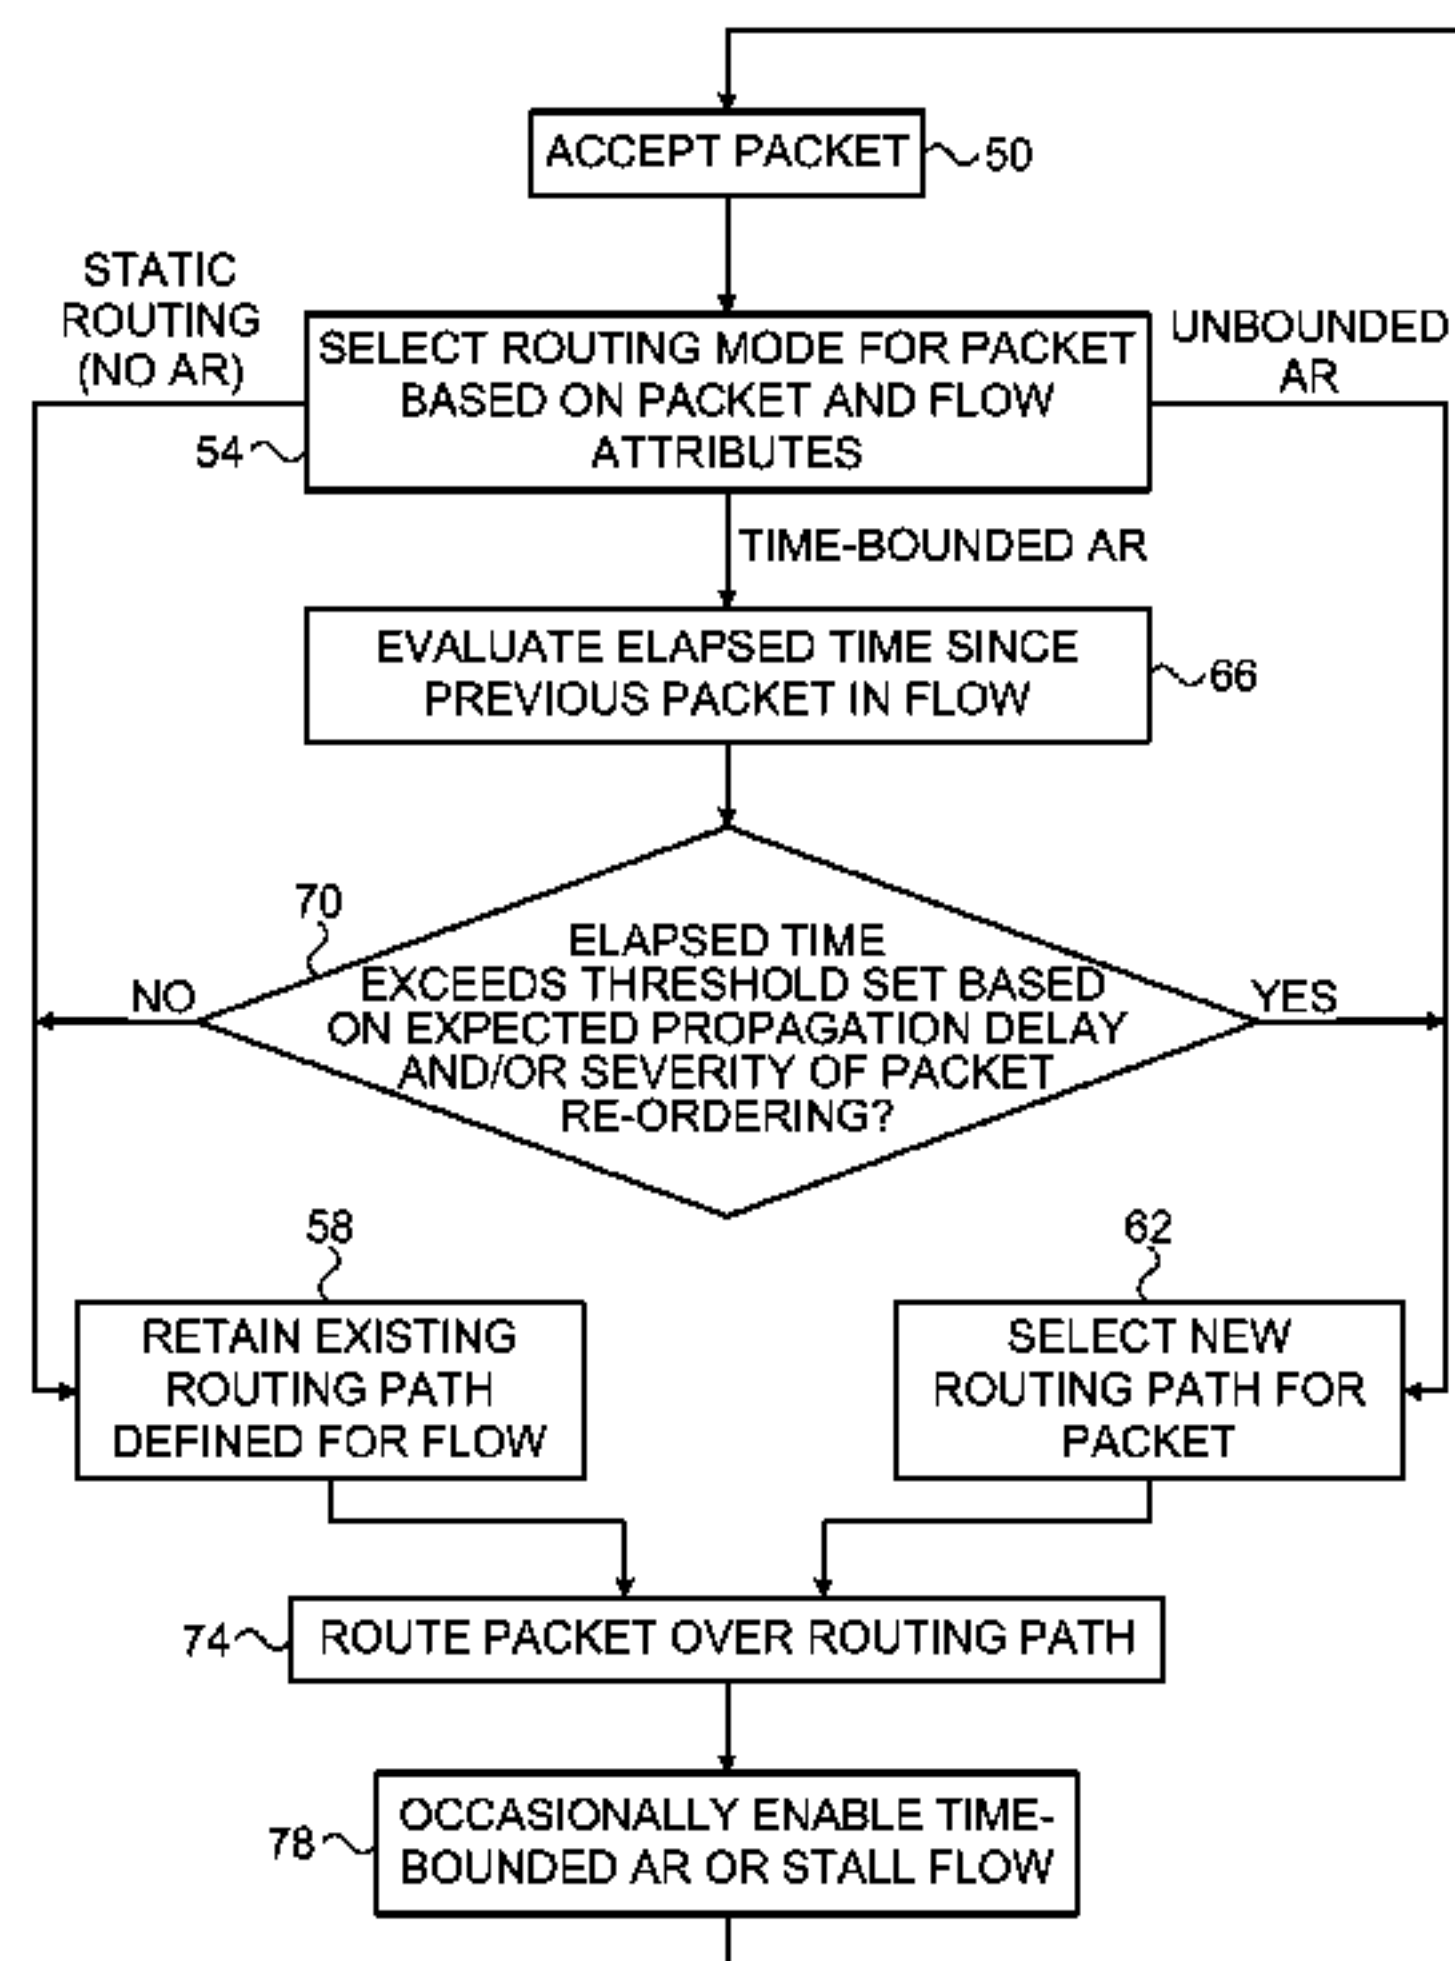 ACCEPT PACKET
50
STATIC
ROUTING
(NO AR)
SELECT ROUTING MODE FOR PACKET
BASED ON PACKET AND FLOW
ATTRIBUTES
UNBOUNDED
AR
54
TIME-BOUNDED AR
EVALUATE ELAPSED TIME SINCE
PREVIOUS PACKET IN FLOW
66
70
ELAPSED TIME
EXCEEDS THRESHOLD SET BASED
ON EXPECTED PROPAGATION DELAY
AND/OR SEVERITY OF PACKET
RE-ORDERING?
NO
YES
58
62
RETAIN EXISTING
ROUTING PATH
DEFINED FOR FLOW
SELECT NEW
ROUTING PATH FOR
PACKET
74
ROUTE PACKET OVER ROUTING PATH
78
OCCASIONALLY ENABLE TIME-
BOUNDED AR OR STALL FLOW